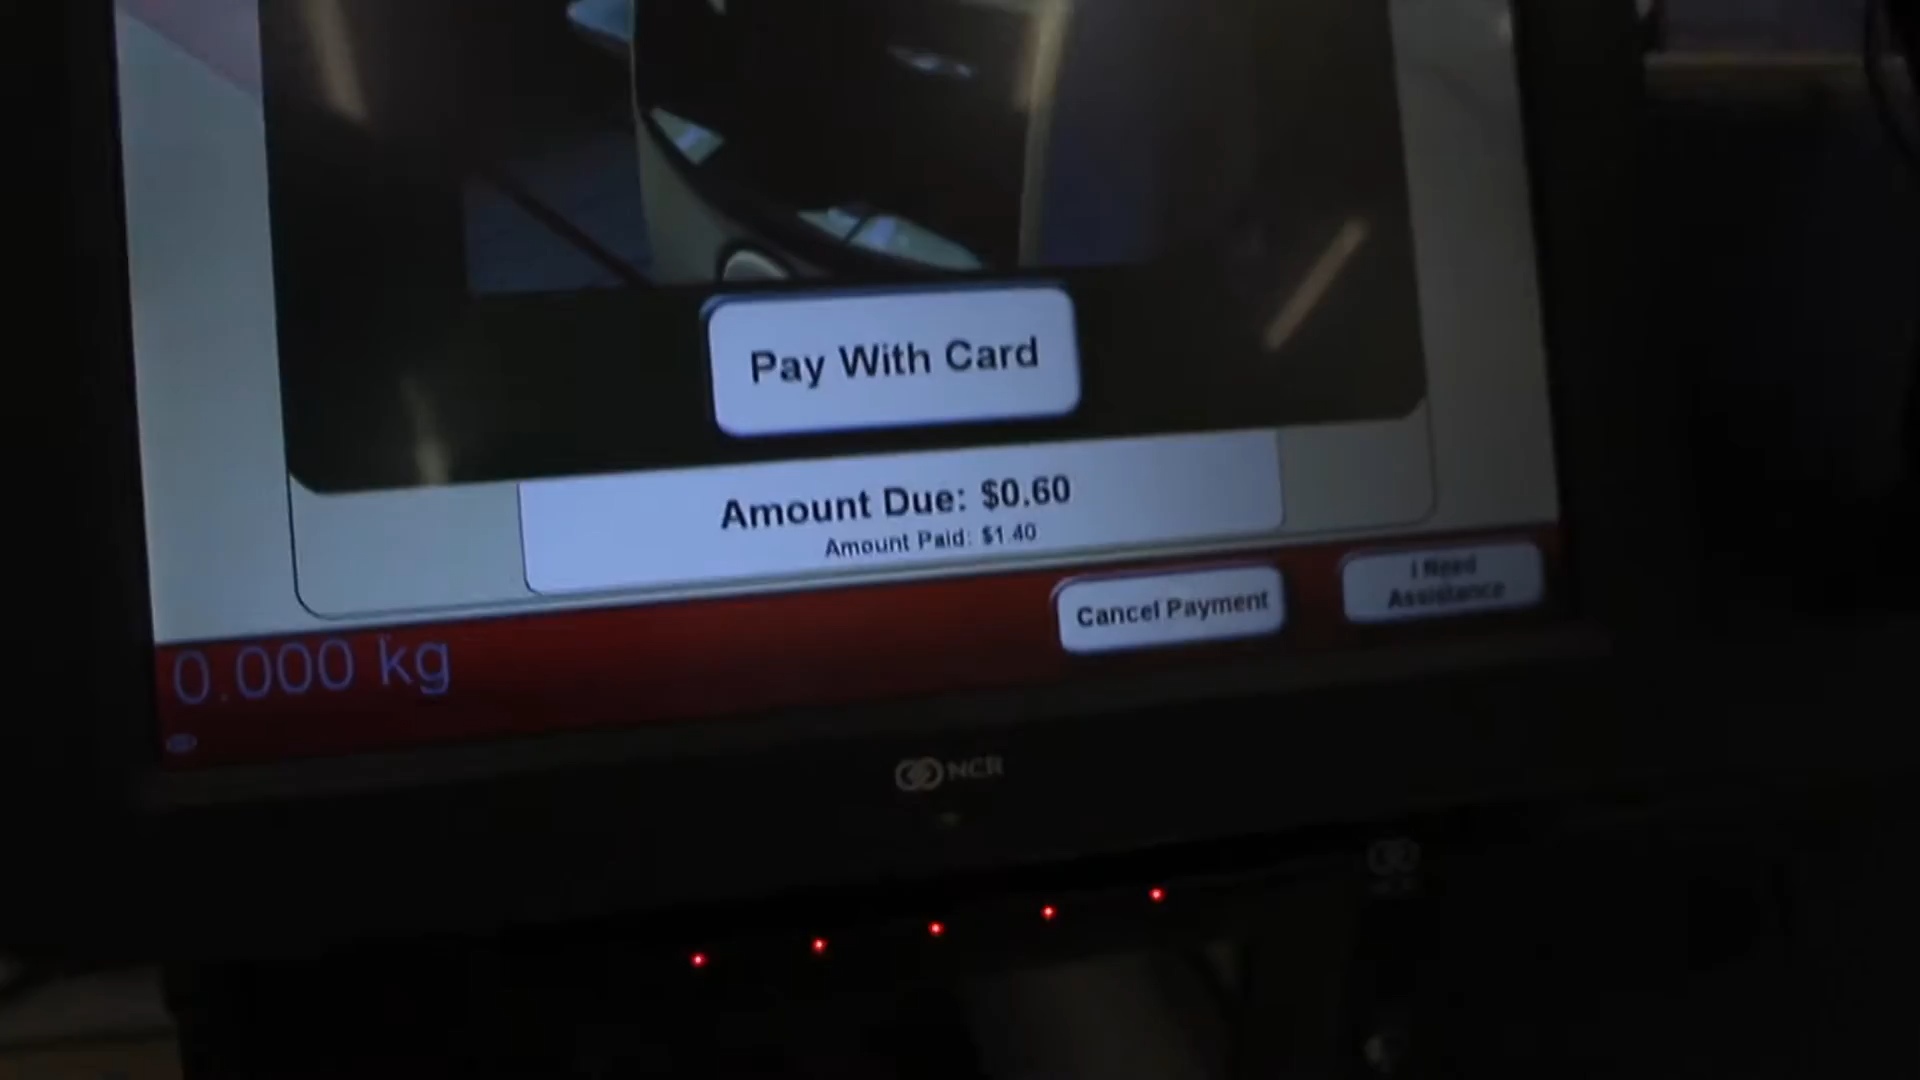 Pay With Card
Amount Due: $0.60
Amount Paid: $1.40
Cancel Payment
I Need
Assistance
0.000 kg
NCR